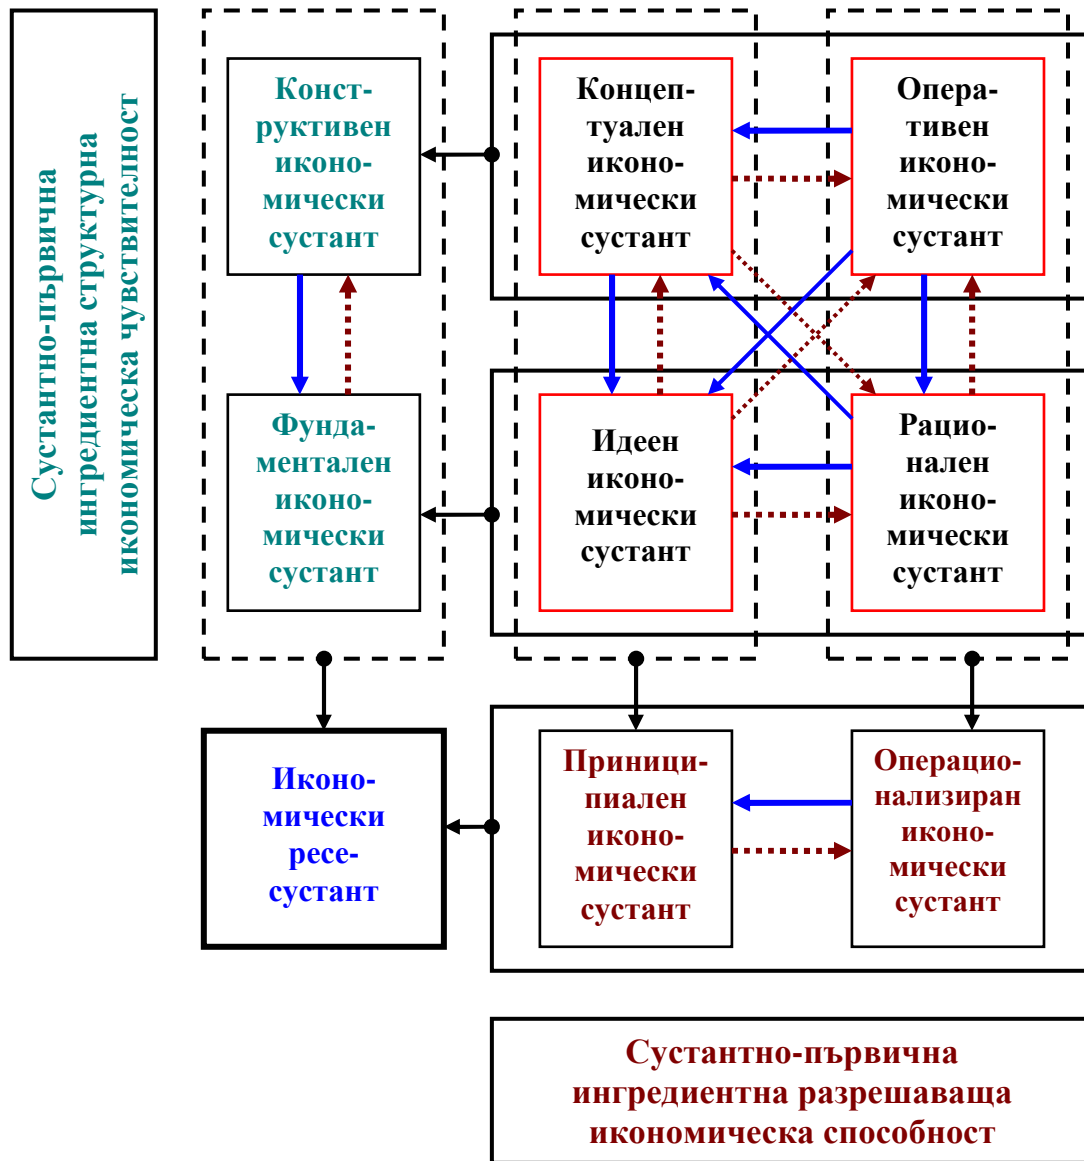 Сустантно-първична
ингредиентна структурна
икономическа чувствителност
Конст-
руктивен
иконо-
мически
сустант
Концеп-
туален
иконо-
мически
сустант
Опера-
тивен
иконо-
мически
сустант
Фунда-
ментален
иконо-
мически
сустант
Идеен
иконо-
мически
сустант
Рацио-
нален
иконо-
мически
сустант
Иконо-
мически
ресе-
сустант
Приници-
пиален
иконо-
мически
сустант
Операцио-
нализиран
иконо-
мически
сустант
Сустантно-първична
ингредиентна разрешаваща
икономическа способност